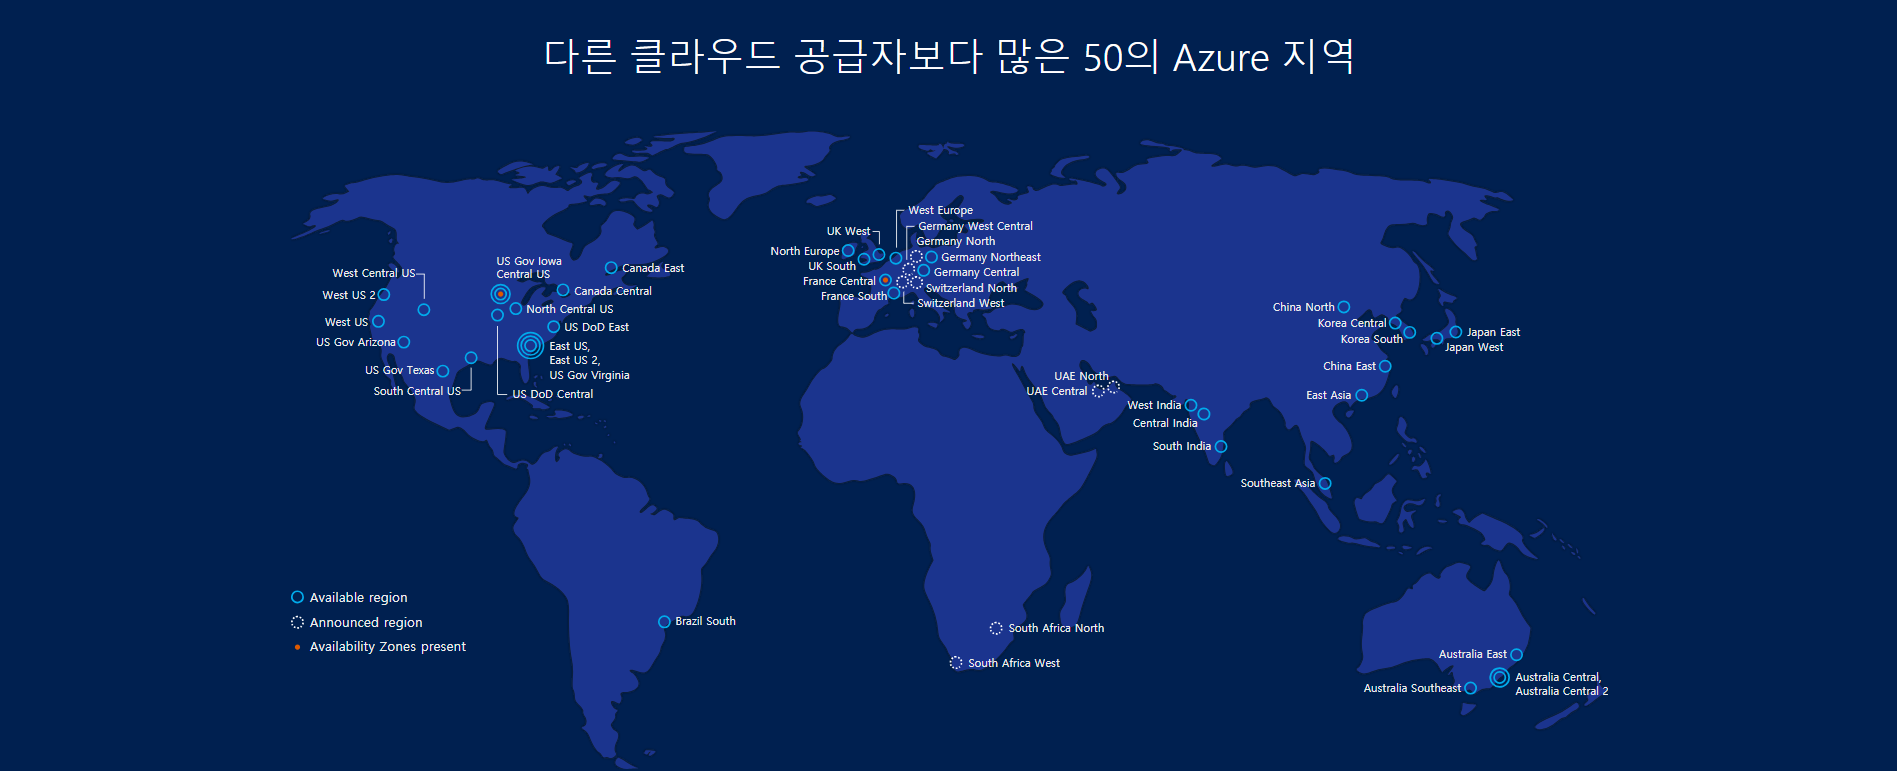 다른 클라우드 공급자보다 많은 50의 Azure 지역
West Europe
Germany West Central
UK West
Germany North
North Europe
Germany Northeast
UK South
Germany Central
France Central
Switzerland North
France South
Switzerland West
US Gov Iowa
Central US
Canada East
West Central US
West US 2
Canada Central
North Central US
West US
US DoD East
US Gov Arizona
East US,
East US 2,
US Gov Virginia
US Gov Texas
South Central US
US DoD Central
China North
Korea Central
Korea South
Japan East
Japan West
China East
East Asia
UAE North
UAE Central
West India
Central India
South India
Southeast Asia
Available region
Announced region
Availability Zones present
Brazil South
South Africa North
South Africa West
Australia East
Australia Central,
Australia Central 2
Australia Southeast